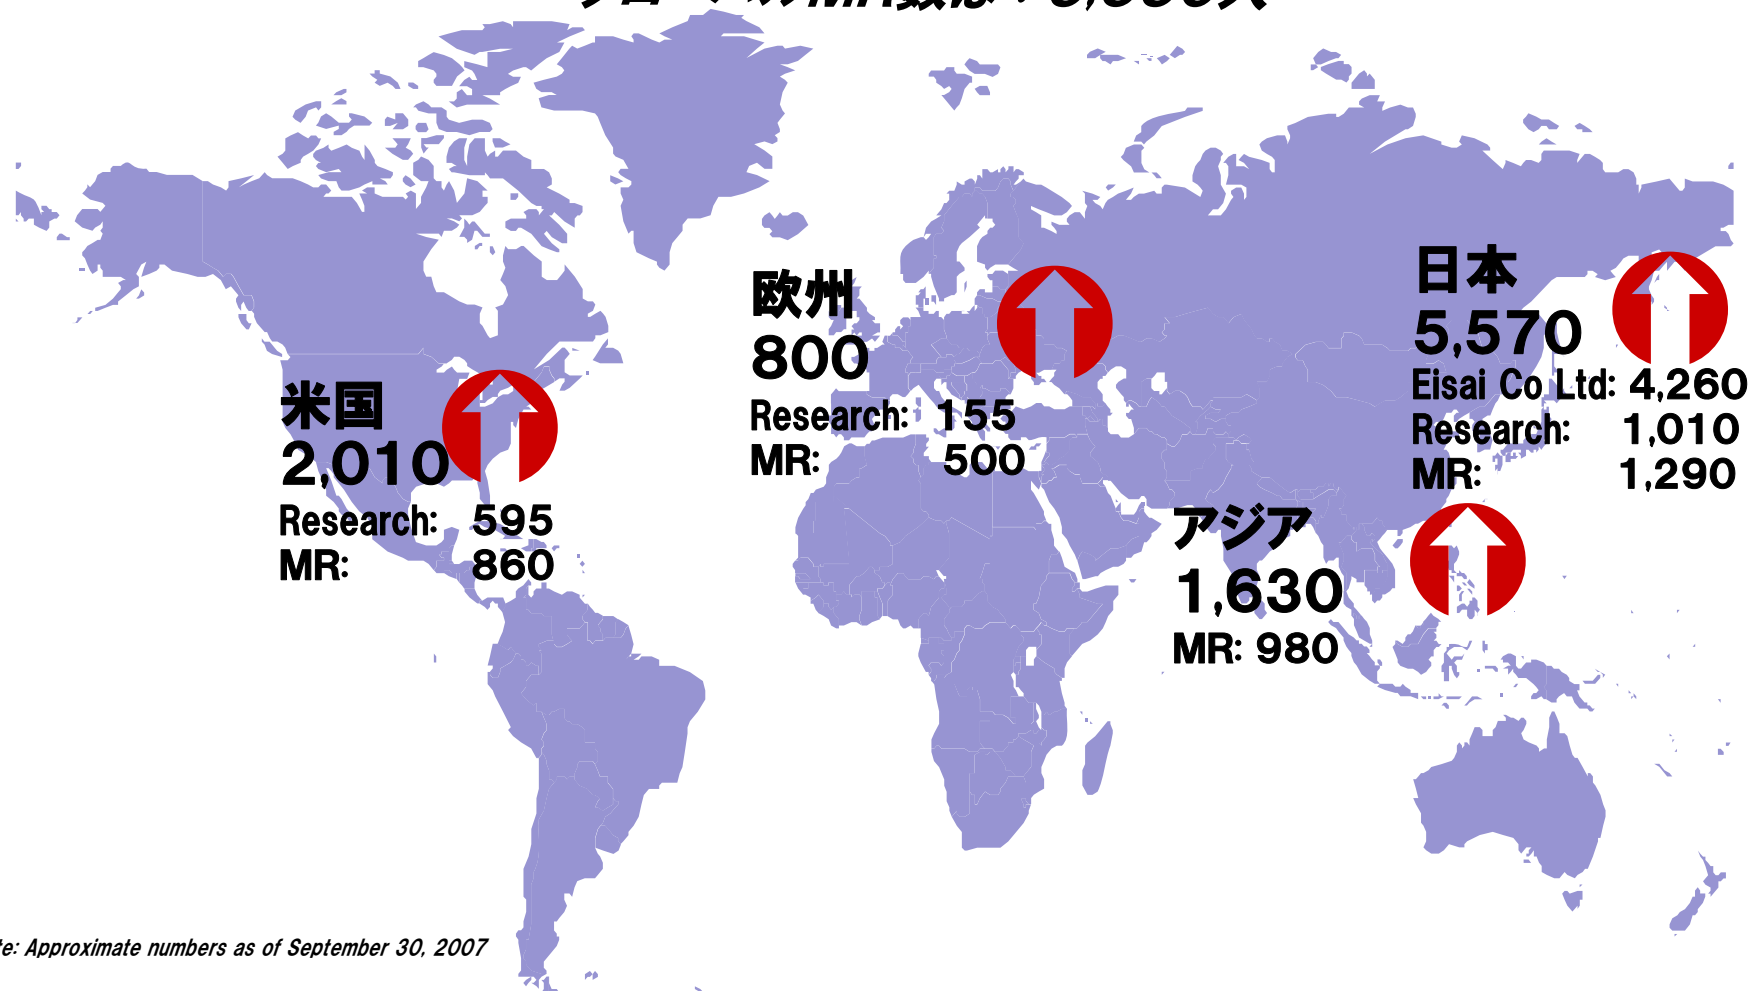 欧州
800
Research: 155
MR: 500
日本
5,570
Eisai Co Ltd: 4,260
Research: 1,010
MR: 1,290
米国
2,010
Research: 595
MR: 860
アジア
1,630
MR: 980
Approximate numbers as of September 30, 2007